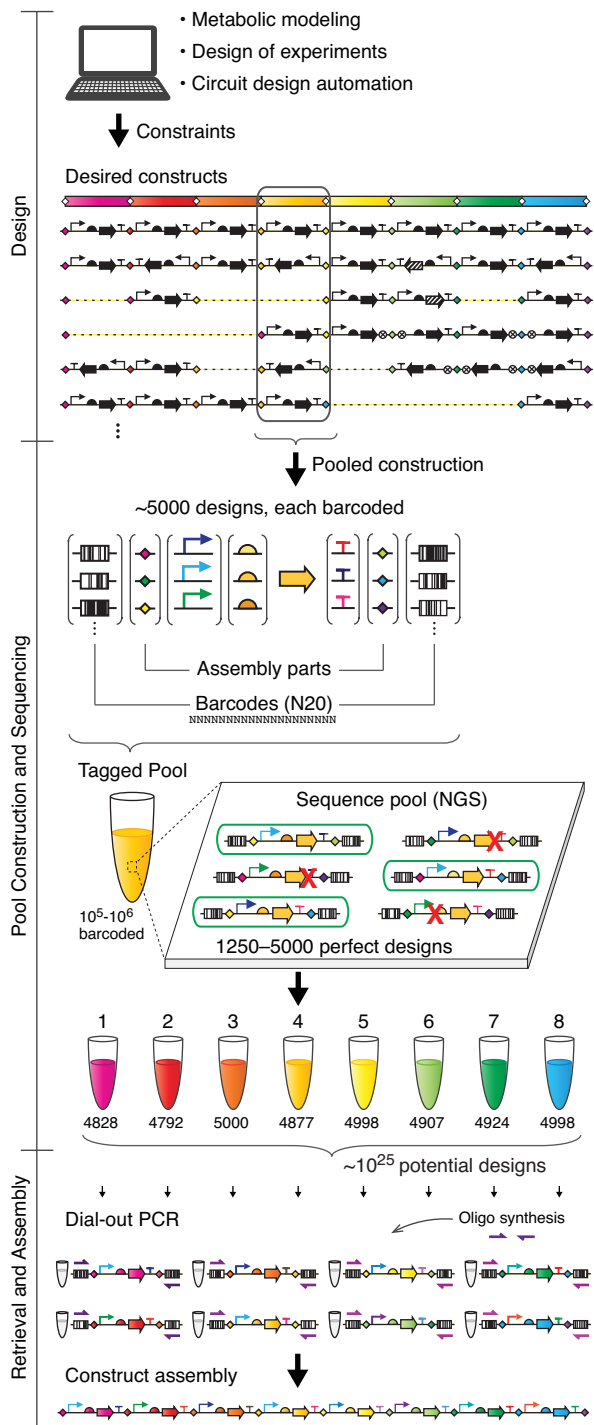 • Metabolic modeling
• Design of experiments
• Circuit design automation
Constraints
Desired constructs
Design
Pooled construction
~5000 designs, each barcoded
Assembly parts
Barcodes (N20)
NNNNNNNNNNNNNNNNNNNN
Pool Construction and Sequencing
Tagged Pool
Sequence pool (NGS)
10⁵-10⁶
barcoded
1250–5000 perfect designs
1 2 3 4 5 6 7 8
4828 4792 5000 4877 4998 4907 4924 4998
~10²⁵ potential designs
Retrieval and Assembly
Dial-out PCR
Oligo synthesis
Construct assembly